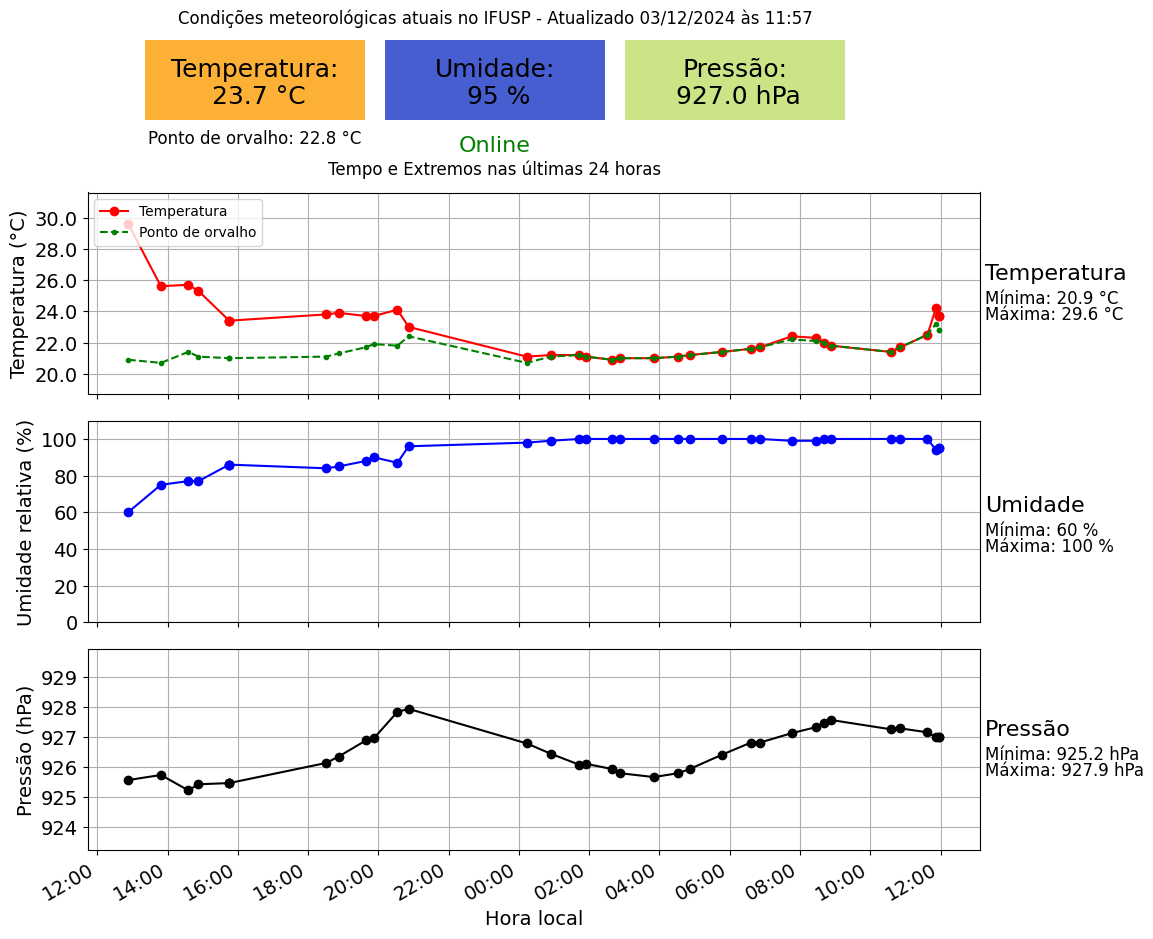 Condições meteorológicas atuais no IFUSP - Atualizado 03/12/2024 às 11:57
Temperatura:
23.7 °C
Umidade:
95 %
Pressão:
927.0 hPa
Ponto de orvalho: 22.8 °C
Online
Tempo e Extremos nas últimas 24 horas
Temperatura (°C)
30.0
28.0
26.0
24.0
22.0
20.0
Temperatura
Ponto de orvalho
Temperatura
Mínima: 20.9 °C
Máxima: 29.6 °C
Umidade relativa (%)
100
80
60
40
20
0
Umidade
Mínima: 60 %
Máxima: 100 %
Pressão (hPa)
929
928
927
926
925
924
Pressão
Mínima: 925.2 hPa
Máxima: 927.9 hPa
12:00
14:00
16:00
18:00
20:00
22:00
00:00
02:00
04:00
06:00
08:00
10:00
12:00
Hora local